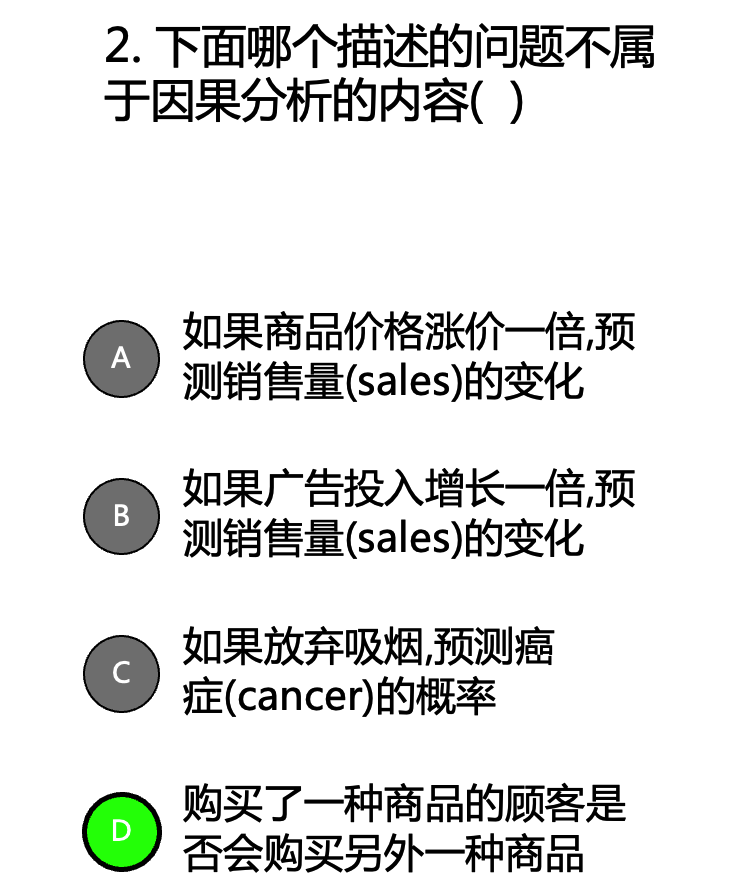 2. 下面哪个描述的问题不属
于因果分析的内容( )
A
如果商品价格涨价一倍,预
测销售量(sales)的变化
B
如果广告投入增长一倍,预
测销售量(sales)的变化
C
如果放弃吸烟,预测癌
症(cancer)的概率
D
购买了一种商品的顾客是
否会购买另外一种商品